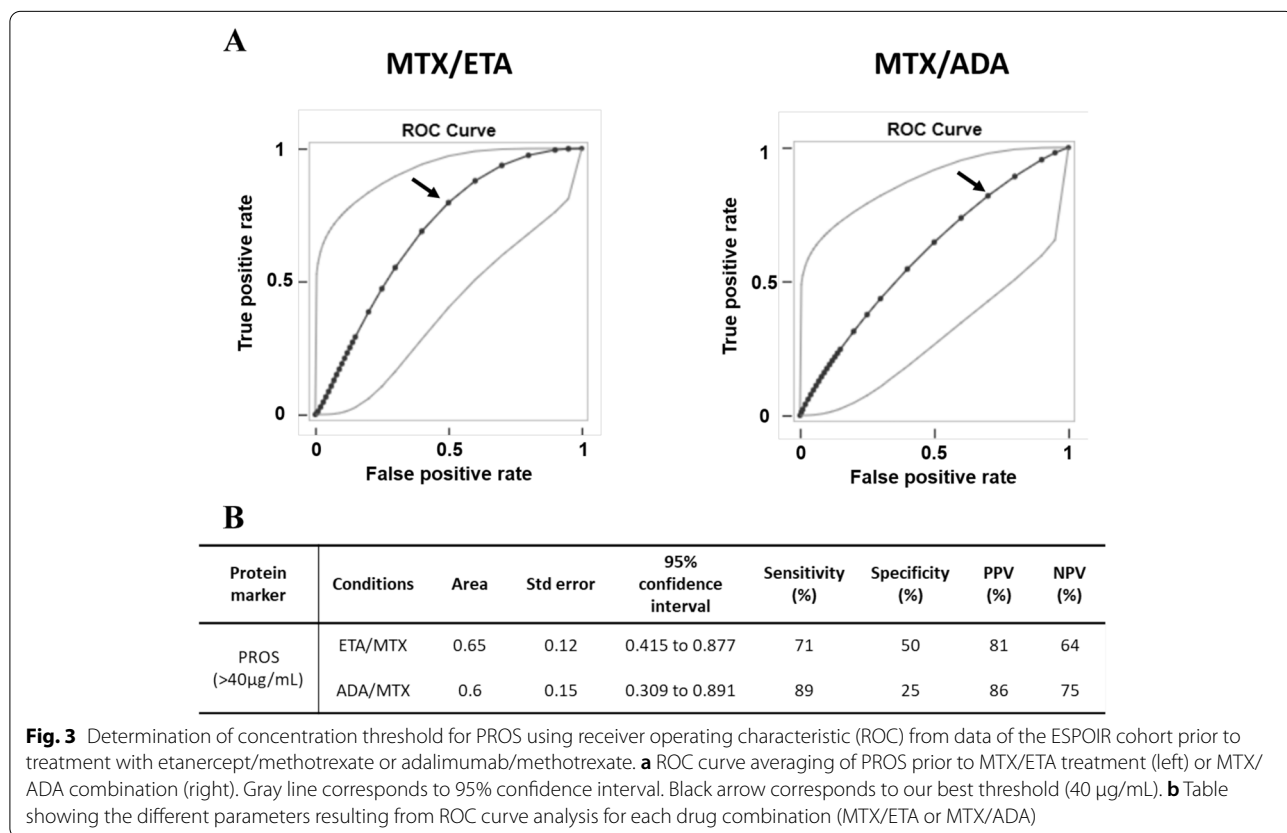 A
MTX/ETA
MTX/ADA
ROC Curve
ROC Curve
1
1
True positive rate
True positive rate
0.5
0.5
0
0
0
0.5
1
0
0.5
1
False positive rate
False positive rate
B
Protein marker Conditions Area Std error 95% confidence interval Sensitivity (%) Specificity (%) PPV (%) NPV (%)
PROS (>40µg/mL) ETA/MTX 0.65 0.12 0.415 to 0.877 71 50 81 64
ADA/MTX 0.6 0.15 0.309 to 0.891 89 25 86 75
Fig. 3 Determination of concentration threshold for PROS using receiver operating characteristic (ROC) from data of the ESPOIR cohort prior to
treatment with etanercept/methotrexate or adalimumab/methotrexate. a ROC curve averaging of PROS prior to MTX/ETA treatment (left) or MTX/
ADA combination (right). Gray line corresponds to 95% confidence interval. Black arrow corresponds to our best threshold (40 µg/mL). b Table
showing the different parameters resulting from ROC curve analysis for each drug combination (MTX/ETA or MTX/ADA)